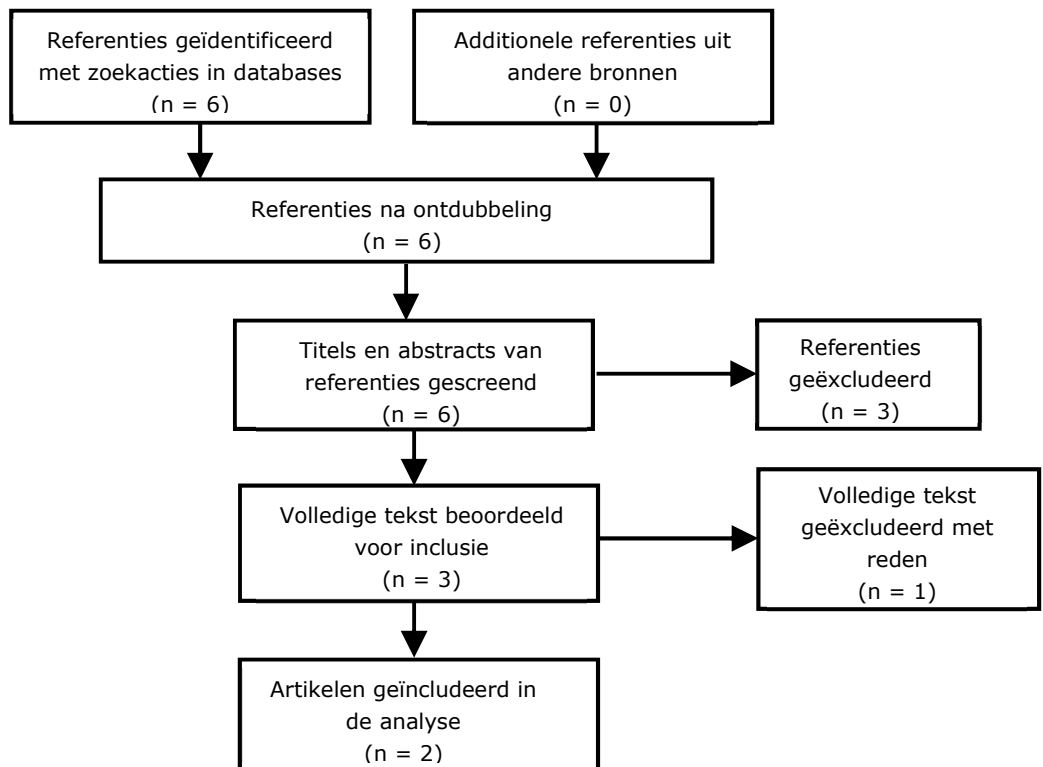 Referenties geïdentificeerd
met zoekacties in databases
(n = 6)
Additionele referenties uit
andere bronnen
(n = 0)
Referenties na ontdubbeling
(n = 6)
Titels en abstracts van
referenties gescreend
(n = 6)
Referenties
geëxcludeerd
(n = 3)
Volledige tekst beoordeeld
voor inclusie
(n = 3)
Volledige tekst
geëxcludeerd met
reden
(n = 1)
Artikelen geïncludeerd in
de analyse
(n = 2)